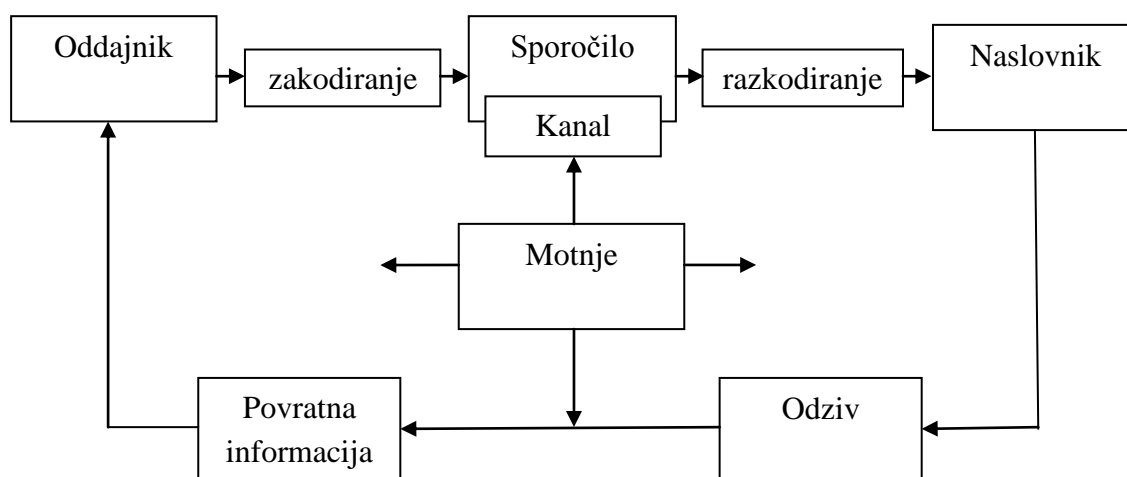 Oddajnik
zakodiranje
Sporočilo
Kanal
razkodiranje
Naslovnik
Motnje
Povratna
informacija
Odziv